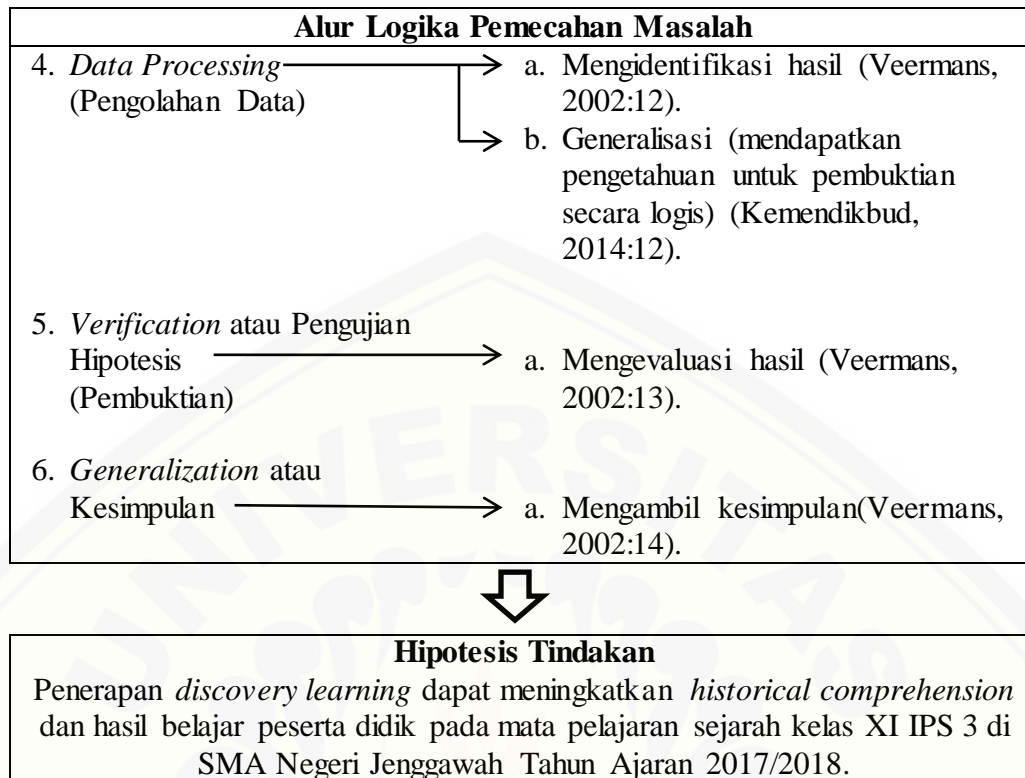 Alur Logika Pemecahan Masalah
4. Data Processing
(Pengolahan Data)
a. Mengidentifikasi hasil (Veermans,
2002:12).
b. Generalisasi (mendapatkan
pengetahuan untuk pembuktian
secara logis) (Kemendikbud,
2014:12).
5. Verification atau Pengujian
Hipotesis
(Pembuktian)
a. Mengevaluasi hasil (Veermans,
2002:13).
6. Generalization atau
Kesimpulan
a. Mengambil kesimpulan(Veermans,
2002:14).
Hipotesis Tindakan
Penerapan discovery learning dapat meningkatkan historical comprehension
dan hasil belajar peserta didik pada mata pelajaran sejarah kelas XI IPS 3 di
SMA Negeri Jenggawah Tahun Ajaran 2017/2018.
UNIVERSITAS